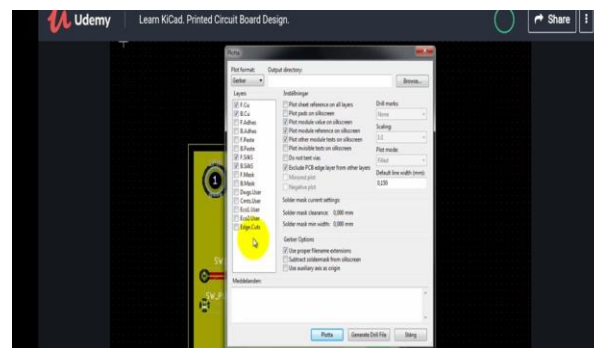 Udemy
Learn KiCad. Printed Circuit Board Design.
Share
Plotta
Plot format:
Output directory:
Gerber
Browse...
Layers
Inställningar
F.Cu
B.Cu
F.Adhes
B.Adhes
F.Paste
B.Paste
F.SilkS
B.SilkS
F.Mask
B.Mask
Dwgs.User
Cmts.User
Eco1.User
Eco2.User
Edge.Cuts
Plot sheet reference on all layers
Plot pads on silkscreen
Plot module value on silkscreen
Plot module reference on silkscreen
Plot other module texts on silkscreen
Plot invisible texts on silkscreen
Do not tent vias
Exclude PCB edge layer from other layers
Mirrored plot
Negative plot
Drill marks:
None
Scaling:
1:1
Plot mode:
Filled
Default line width (mm):
0,150
Solder mask current settings:
Solder mask clearance: 0,000 mm
Solder mask min width: 0,000 mm
Gerber Options
Use proper filename extensions
Subtract soldermask from silkscreen
Use auxiliary axis as origin
Meddelanden:
Plotta
Generate Drill File
Stäng
1
SW
SW_P